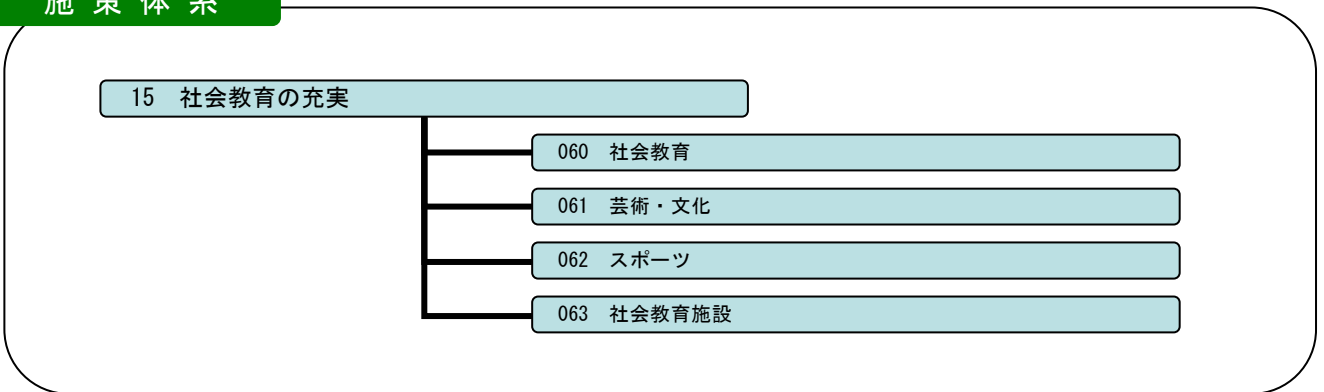 施策体系
15 社会教育の充実
060 社会教育
061 芸術・文化
062 スポーツ
063 社会教育施設